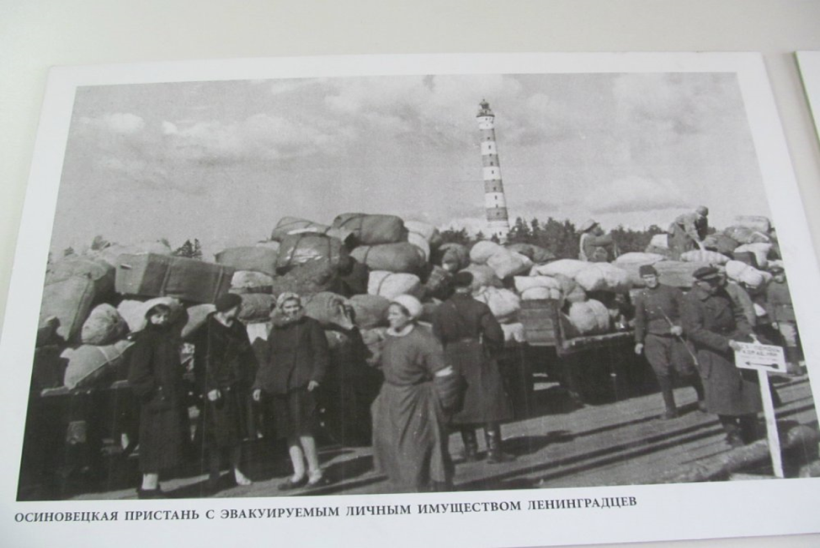 ОСИНОВЕЦКАЯ ПРИСТАНЬ С ЭВАКУИРУЕМЫМ ЛИЧНЫМ ИМУЩЕСТВОМ ЛЕНИНГРАДЦЕВ